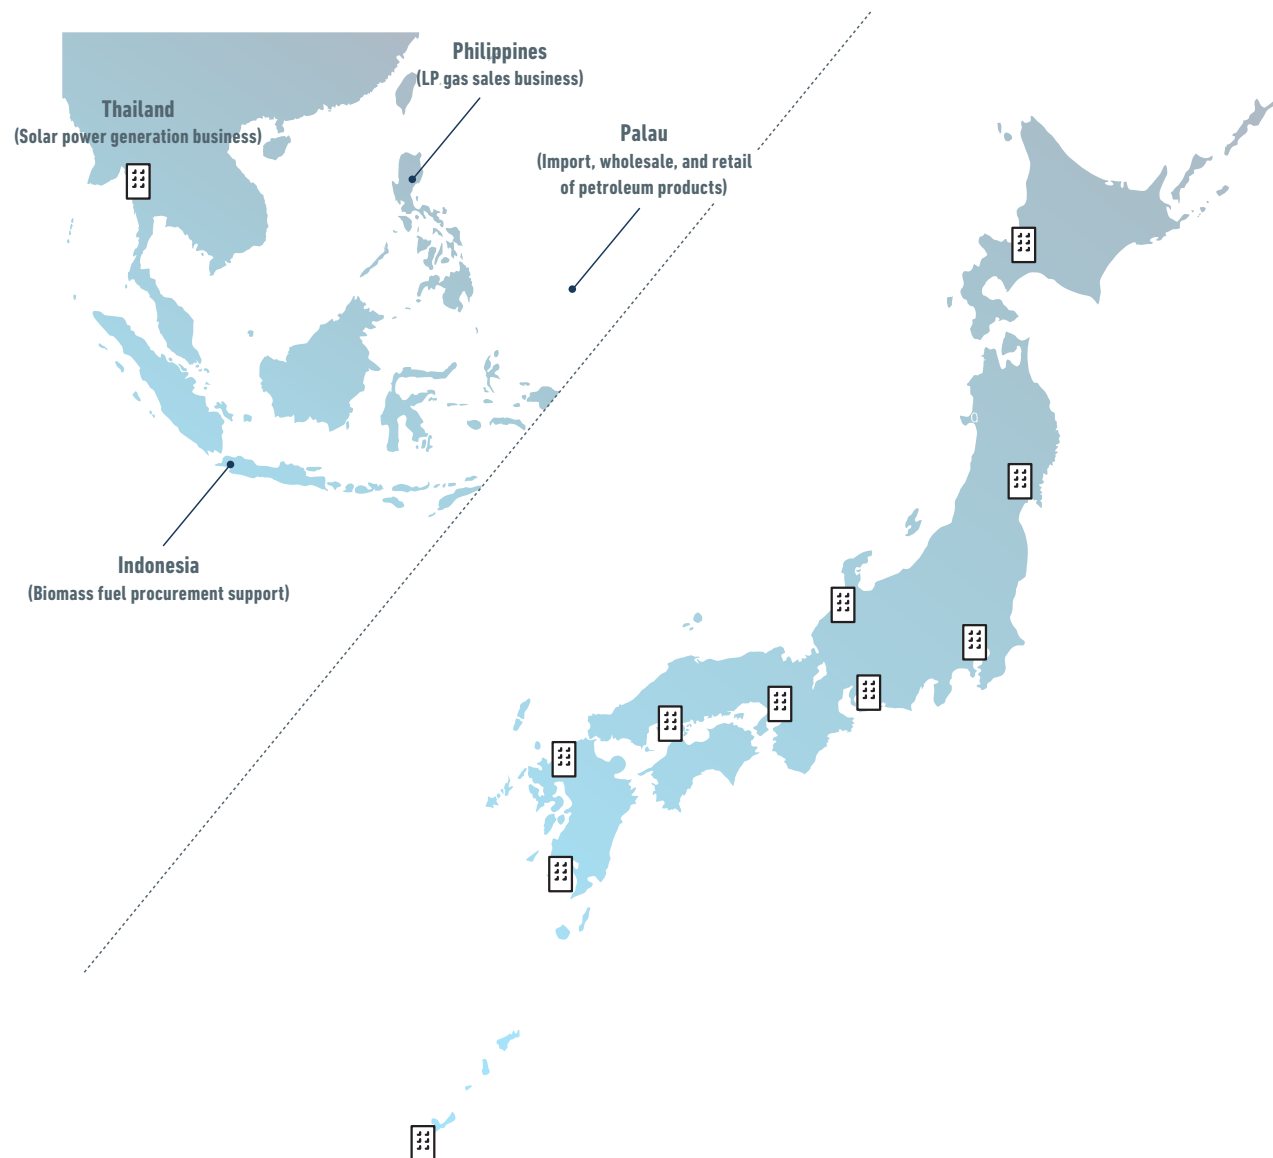 Philippines
(LP gas sales business)
Thailand
(Solar power generation business)
Palau
(Import, wholesale, and retail
of petroleum products)
Indonesia
(Biomass fuel procurement support)